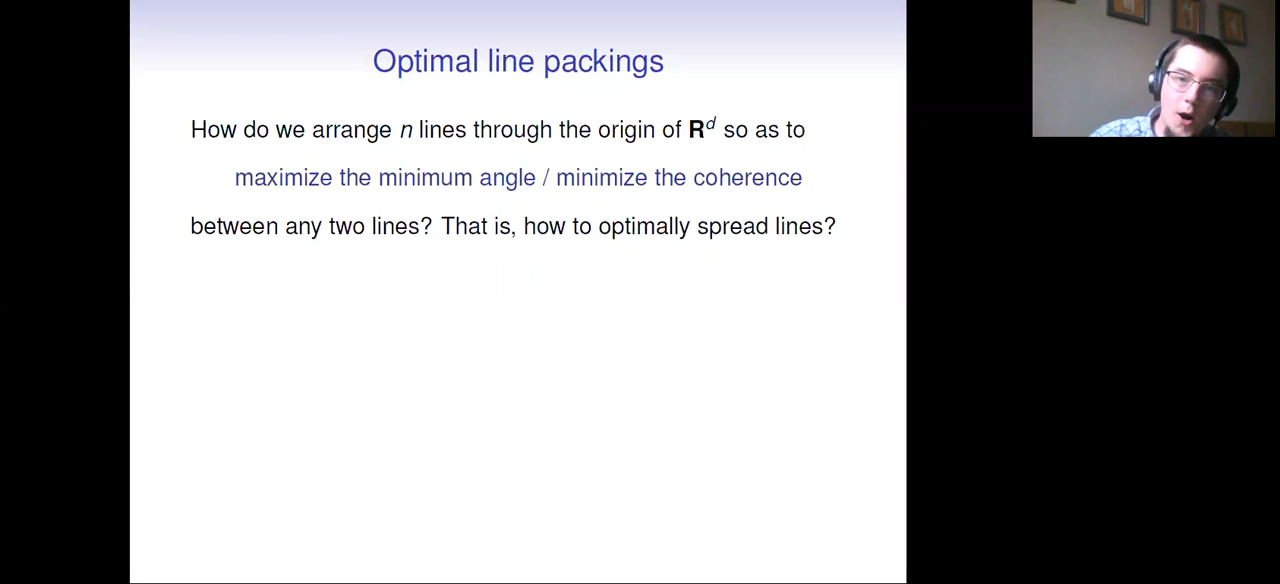 Optimal line packings
How do we arrange n lines through the origin of R^d so as to
maximize the minimum angle / minimize the coherence
between any two lines? That is, how to optimally spread lines?